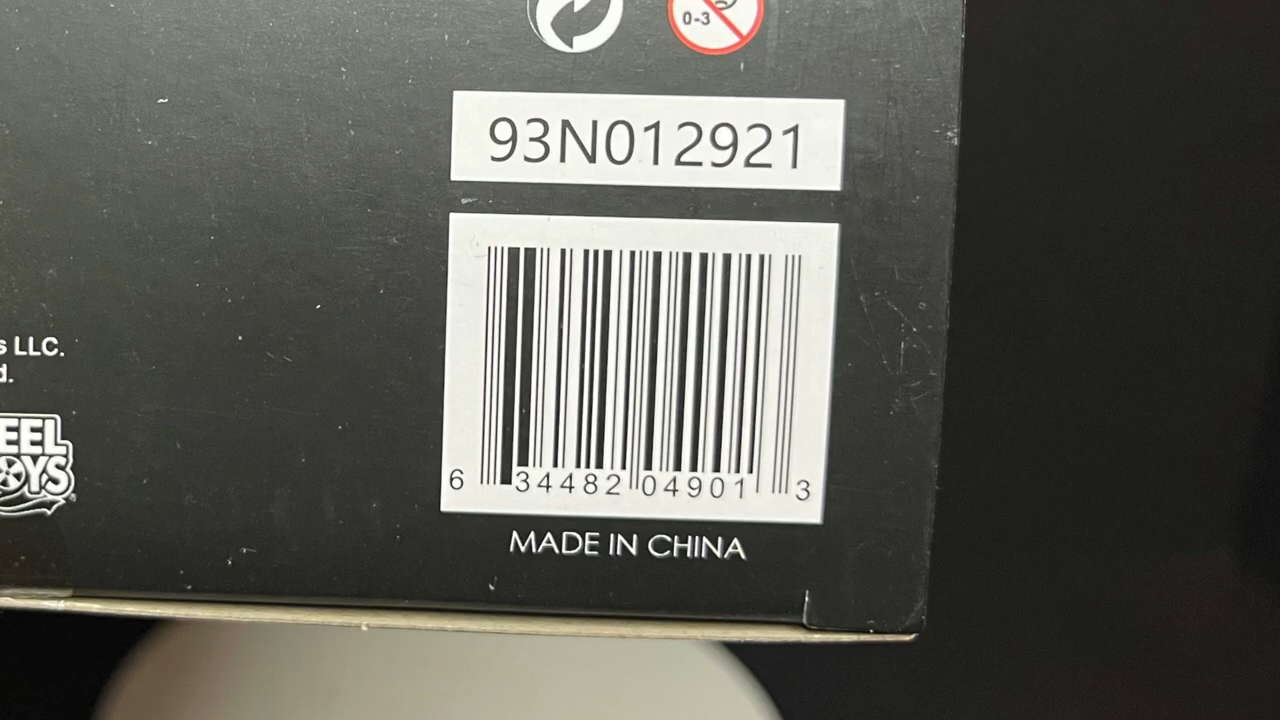 0-3
93N012921
s LLC.
d.
EEL
OYS
6 34482 04901 3
MADE IN CHINA